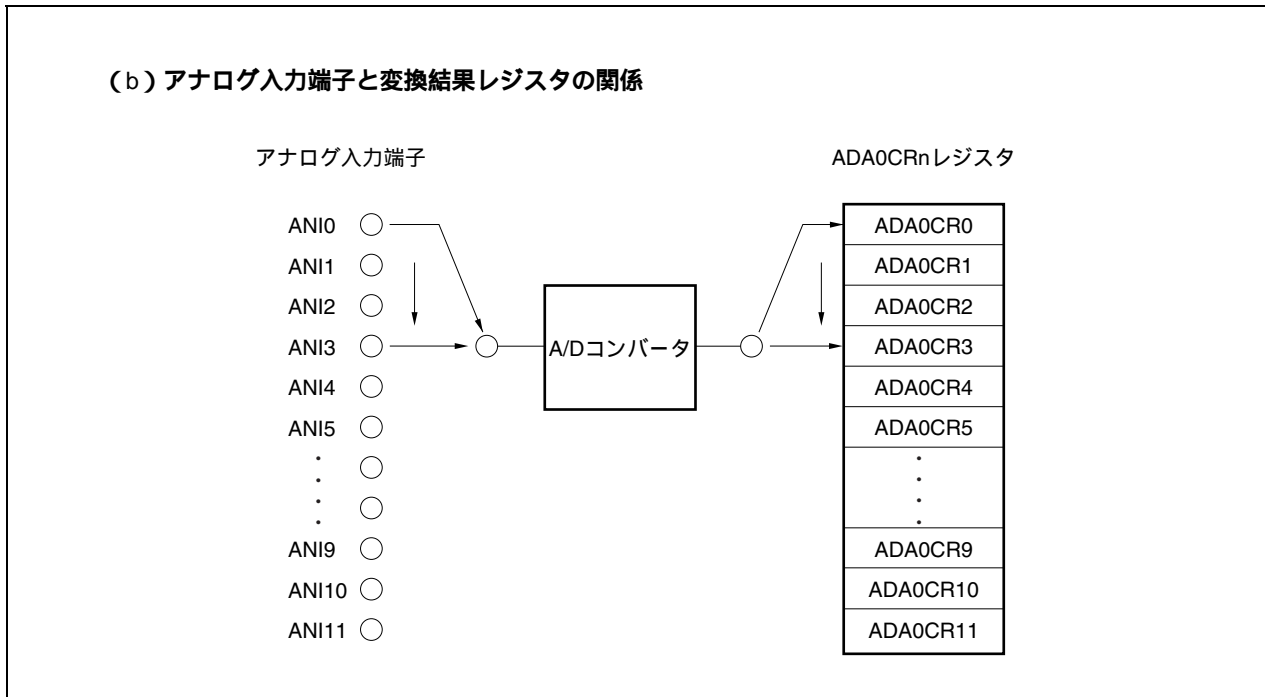 (b)アナログ入力端子と変換結果レジスタの関係
アナログ入力端子
ADA0CRnレジスタ
ANI0
ADA0CR0
ANI1
ADA0CR1
ANI2
ADA0CR2
ANI3
A/Dコンバータ
ADA0CR3
ANI4
ADA0CR4
ANI5
ADA0CR5
ANI9
ADA0CR9
ANI10
ADA0CR10
ANI11
ADA0CR11